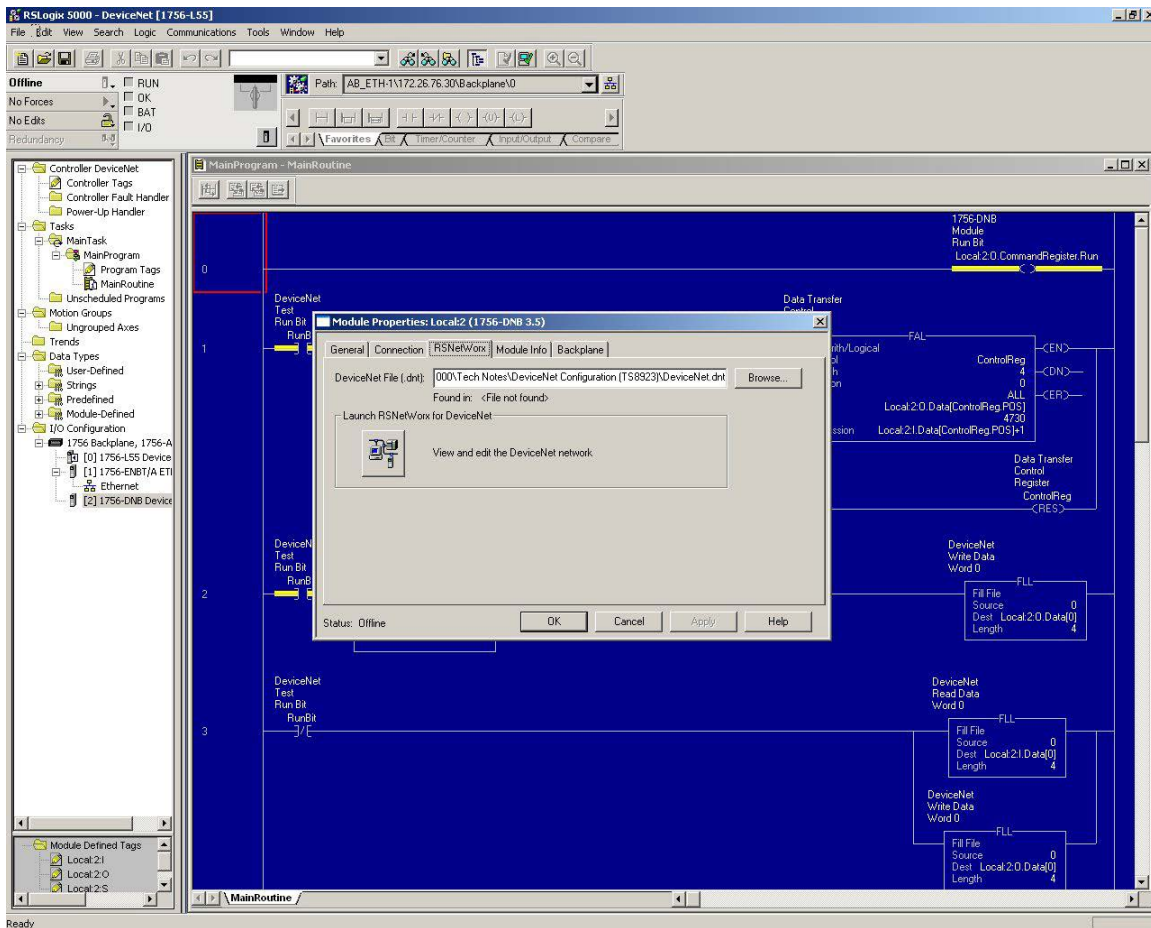 RSLogix 5000 - DeviceNet [1756-L55]
File Edit View Search Logic Communications Tools Window Help
Offline
RUN
No Forces
OK
No Edits
BAT
Redundancy
I/O
Path: AB_ETH-1\172.26.76.30\Backplane\0
Favorites Bit Timer/Counter Input/Output Compare
Controller DeviceNet
Controller Tags
Controller Fault Handler
Power-Up Handler
Tasks
MainTask
MainProgram
Program Tags
MainRoutine
Unscheduled Programs
Motion Groups
Ungrouped Axes
Trends
Data Types
User-Defined
Strings
Predefined
Module-Defined
I/O Configuration
1756 Backplane, 1756-A
[0] 1756-L55 Device
[1] 1756-ENBT/A ETI
Ethernet
[2] 1756-DNB Device
Module Defined Tags
Local:2:I
Local:2:O
Local:2:S
MainProgram - MainRoutine
0
1756-DNB
Module
Run Bit
Local:2:O.CommandRegister.Run
DeviceNet
Test
Run Bit
RunB
1
Data Transfer
Control
FAL
rith/Logical
ControlReg
4
0
ALL
Local:2:O.Data[ControlReg.POS]
4730
ssion Local:2:I.Data[ControlReg.POS]+1
EN
DN
ER
Data Transfer
Control
Register
ControlReg
RES
Module Properties: Local:2 (1756-DNB 3.5)
General Connection RSNetWorx Module Info Backplane
DeviceNet File (.dnt): 000\Tech Notes\DeviceNet Configuration (TS8923)\DeviceNet.dnt Browse...
Found in: <File not found>
Launch RSNetWorx for DeviceNet
View and edit the DeviceNet network
Status: Offline
OK Cancel Apply Help
DeviceN
Test
Run Bit
RunB
2
DeviceNet
Write Data
Word 0
FLL
Fill File
Source 0
Dest Local:2:O.Data[0]
Length 4
DeviceNet
Test
Run Bit
RunBit
3
DeviceNet
Read Data
Word 0
FLL
Fill File
Source 0
Dest Local:2:I.Data[0]
Length 4
DeviceNet
Write Data
Word 0
FLL
Fill File
Source 0
Dest Local:2:O.Data[0]
Length 4
MainRoutine
Ready